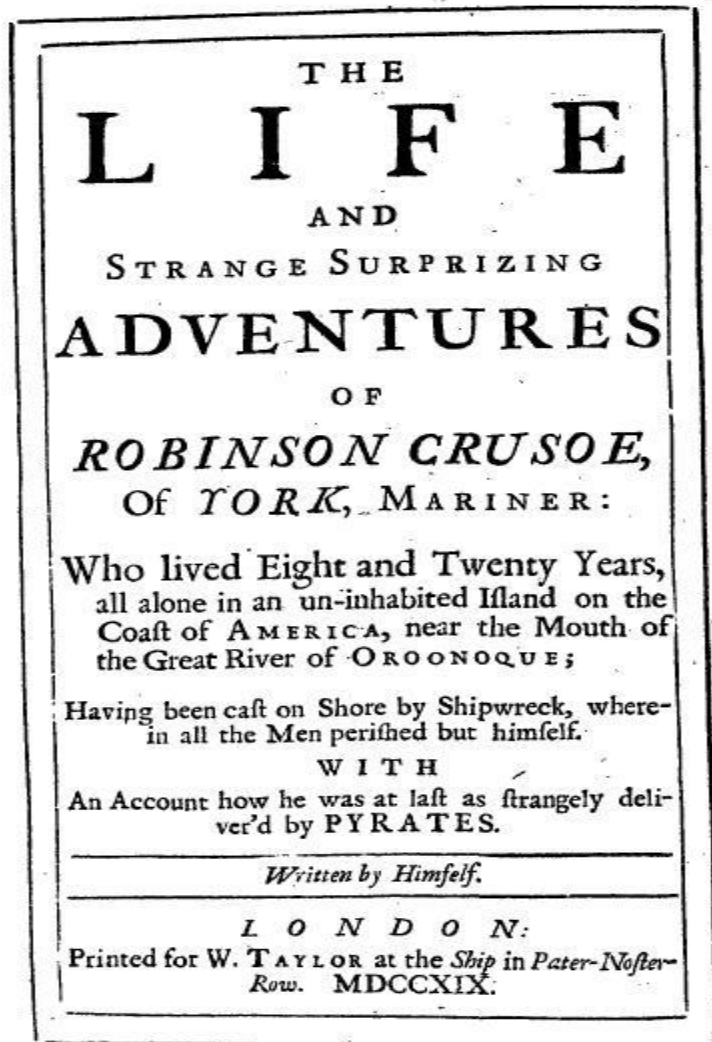 THE
LIFE
AND
STRANGE SURPRIZING
ADVENTURES
OF
ROBINSON CRUSOE,
Of YORK, MARINER:
Who lived Eight and Twenty Years,
all alone in an un-inhabited Iſland on the
Coaſt of AMERICA, near the Mouth of
the Great River of OROONOQUE;
Having been caſt on Shore by Shipwreck, where-
in all the Men periſhed but himſelf.
WITH
An Account how he was at laſt as ſtrangely deli-
ver'd by PYRATES.
Written by Himſelf.
LONDON:
Printed for W. TAYLOR at the Ship in Pater-Noſter-
Row. MDCCXIX.